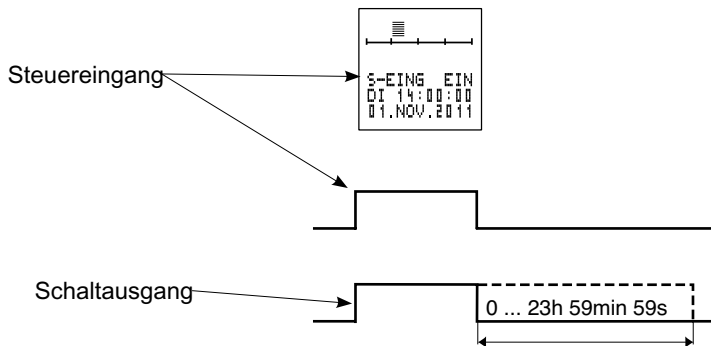 Steuereingang
S-EING EIN
DI 14:00:00
01.NOV.2011
Schaltausgang
0 ... 23h 59min 59s